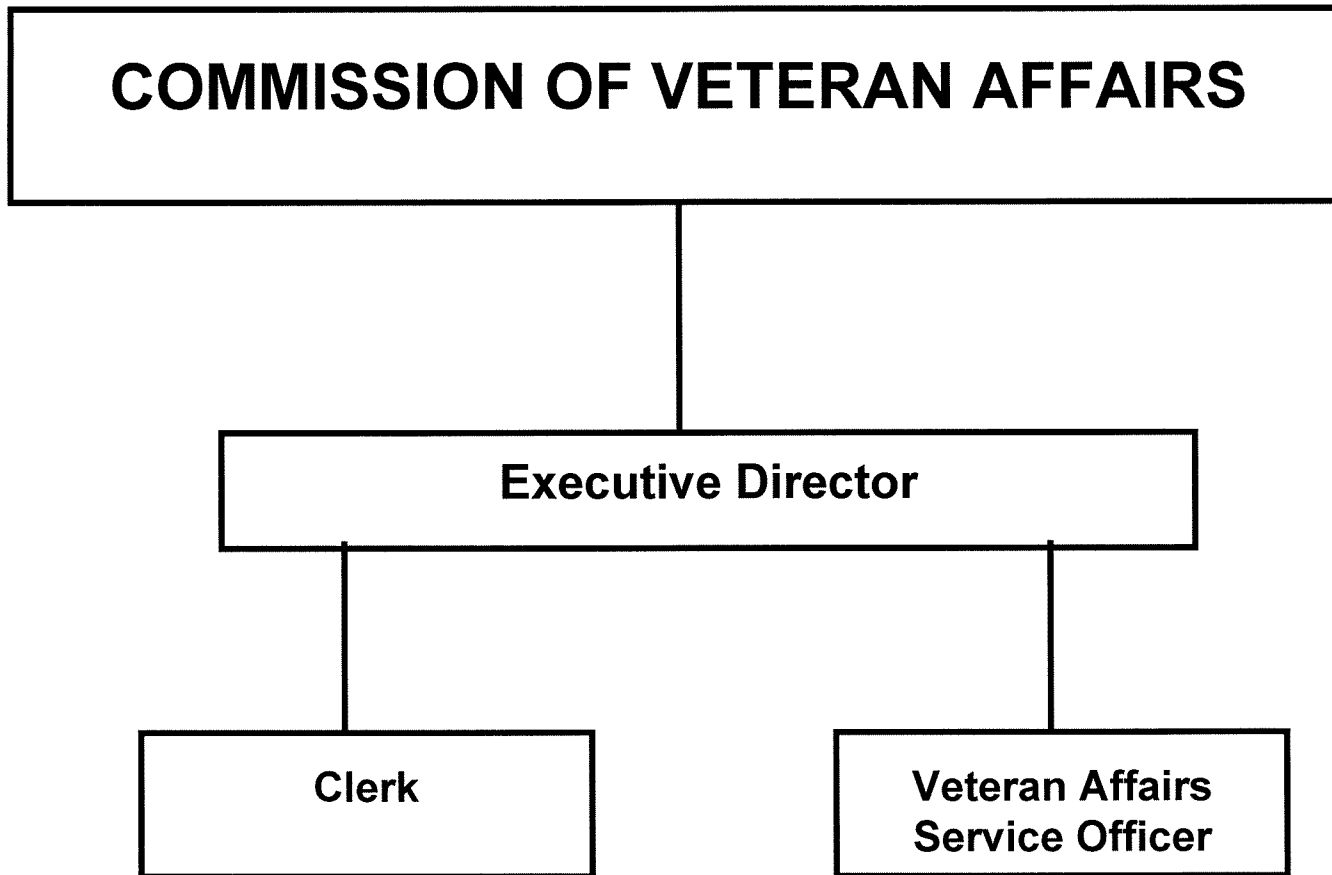 COMMISSION OF VETERAN AFFAIRS
Executive Director
Clerk
Veteran Affairs
Service Officer